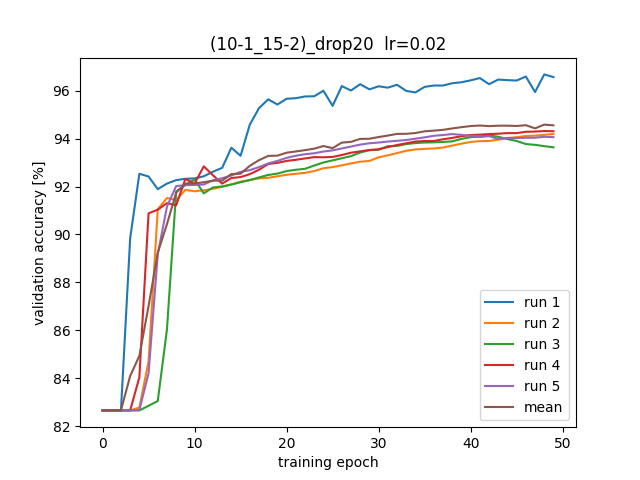 (10-1_15-2)_drop20  lr=0.02
validation accuracy [%]
96
94
92
90
88
86
84
82
0
10
20
30
40
50
training epoch
run 1
run 2
run 3
run 4
run 5
mean